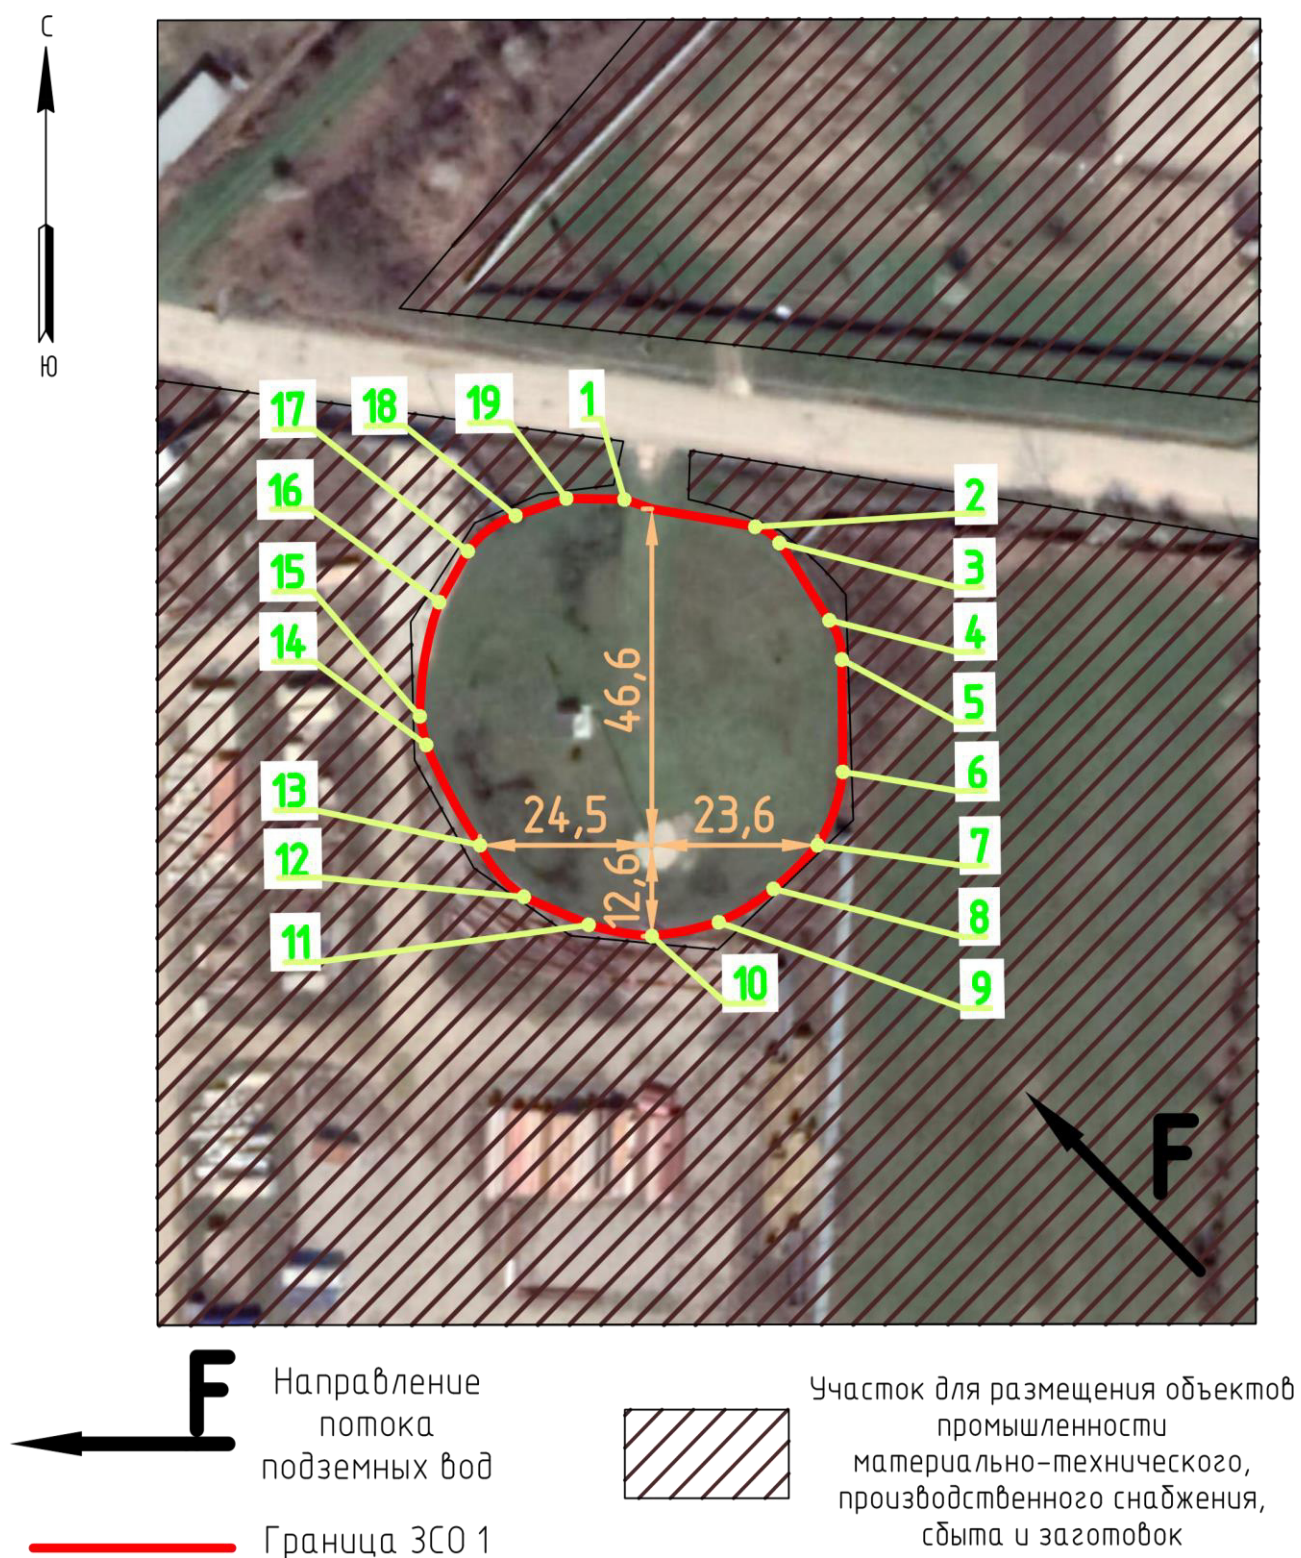 С
Ю
17
18
19
1
16
2
15
3
14
4
46,6
5
13
24,5
23,6
6
12
12,6
7
11
8
10
9
F
F
Направление
потока
подземных вод
Граница ЗСО 1
Участок для размещения объектов
промышленности
материально-технического,
производственного снабжения,
сбыта и заготовок